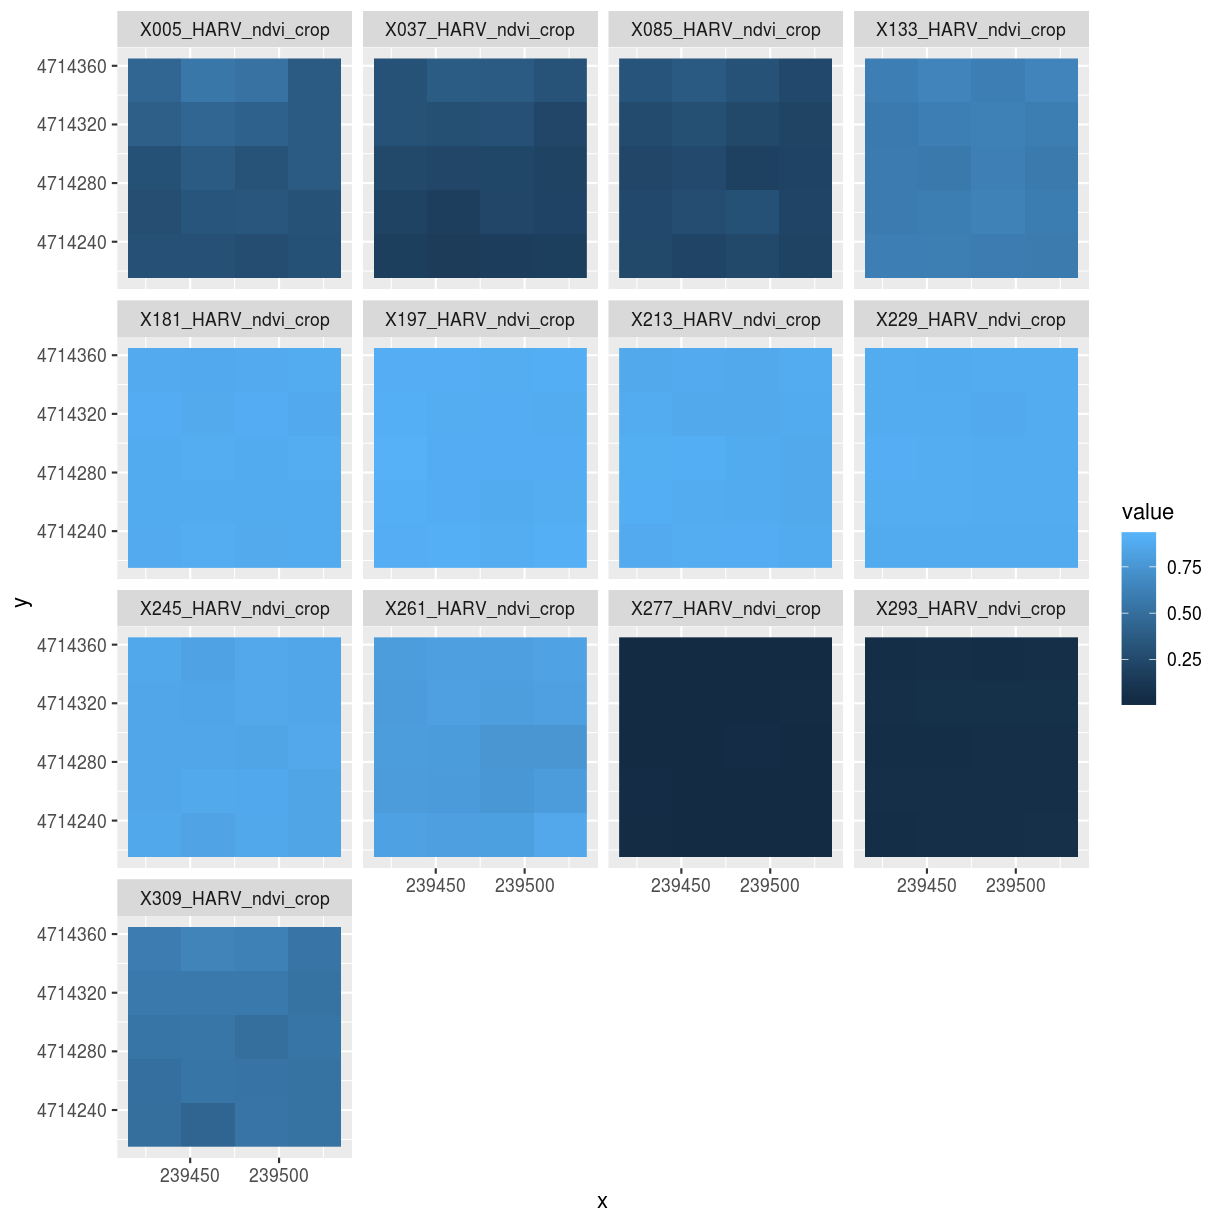 X005_HARV_ndvi_crop X037_HARV_ndvi_crop X085_HARV_ndvi_crop X133_HARV_ndvi_crop
4714360
4714320
4714280
4714240
X181_HARV_ndvi_crop X197_HARV_ndvi_crop X213_HARV_ndvi_crop X229_HARV_ndvi_crop
4714360
4714320
4714280
4714240
X245_HARV_ndvi_crop X261_HARV_ndvi_crop X277_HARV_ndvi_crop X293_HARV_ndvi_crop
4714360
4714320
4714280
4714240
239450 239500 239450 239500 239450 239500
X309_HARV_ndvi_crop
4714360
4714320
4714280
4714240
239450 239500
x
y
value
0.75
0.50
0.25